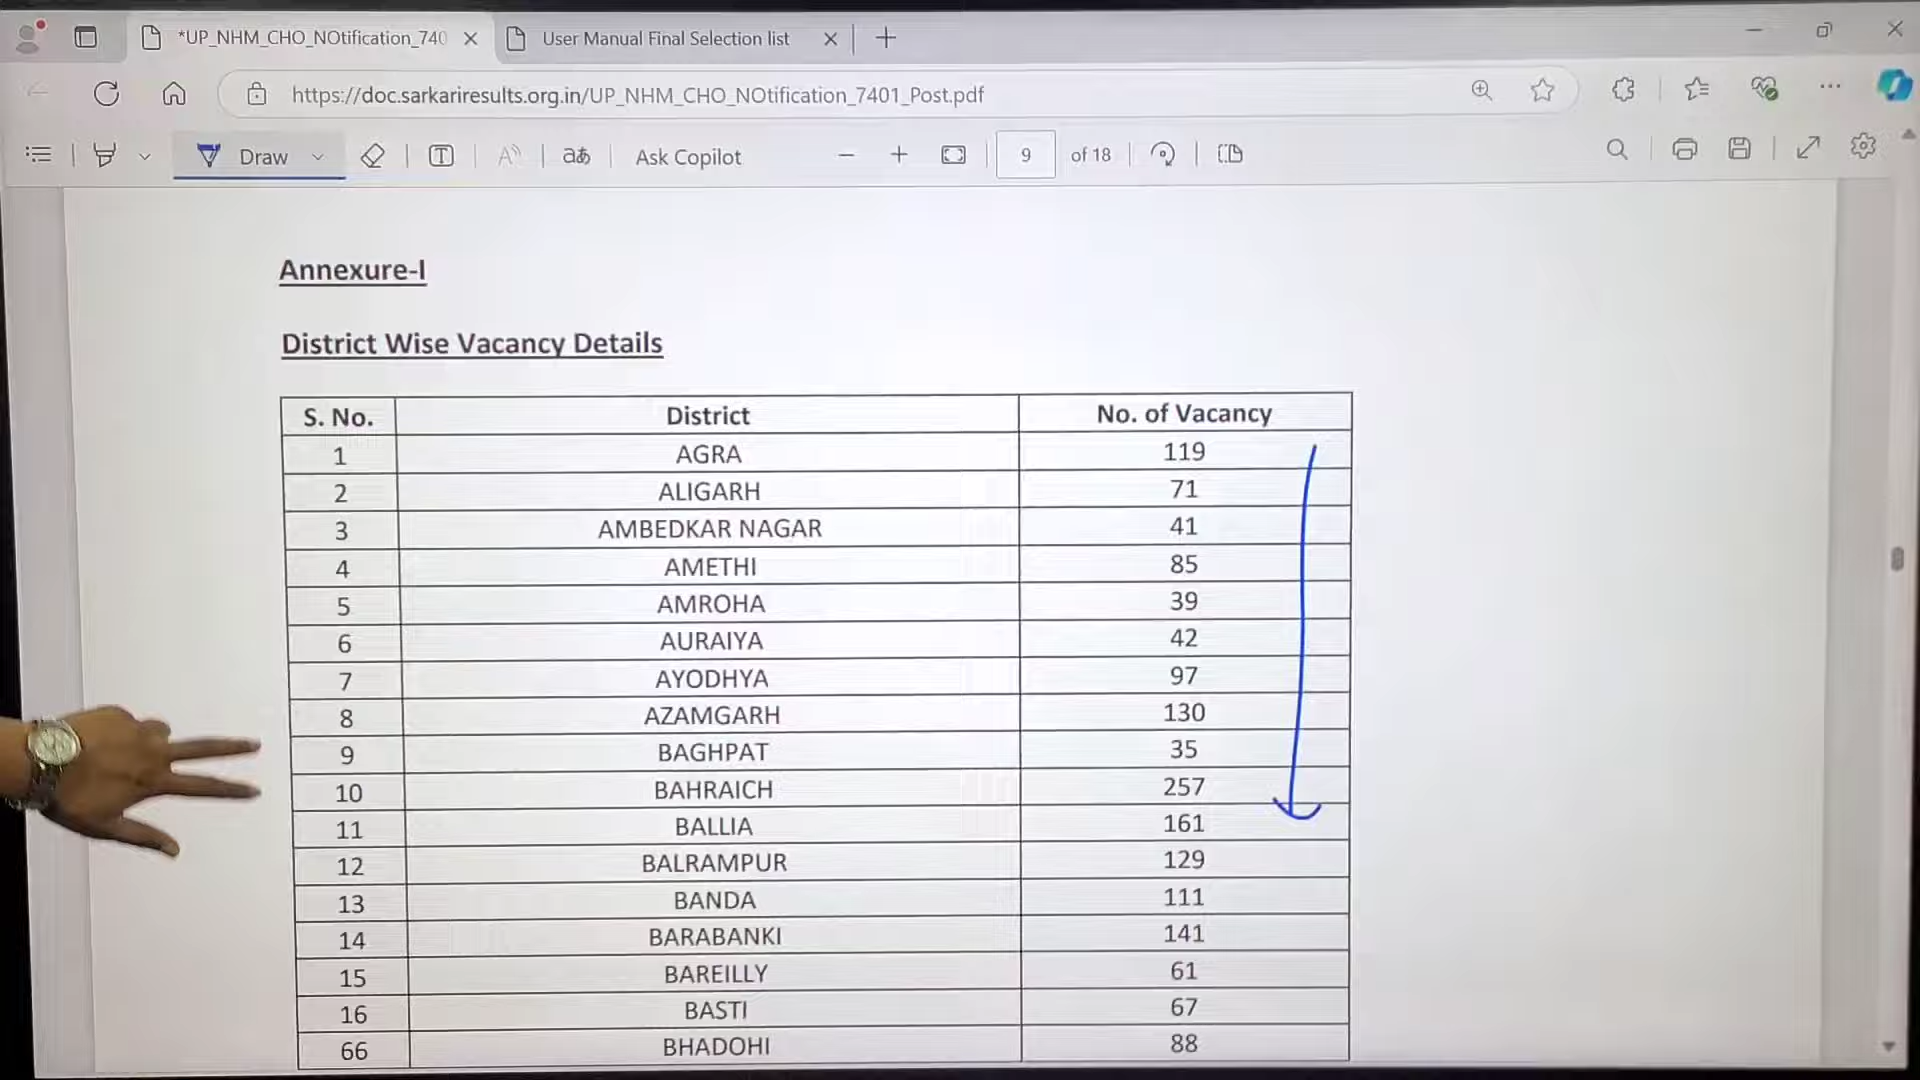 *UP_NHM_CHO_NOtification_740
User Manual Final Selection list
https://doc.sarkariresults.org.in/UP_NHM_CHO_NOtification_7401_Post.pdf
Draw
aあ
Ask Copilot
9 of 18
Annexure-I
District Wise Vacancy Details
S. No. District No. of Vacancy
1 AGRA 119
2 ALIGARH 71
3 AMBEDKAR NAGAR 41
4 AMETHI 85
5 AMROHA 39
6 AURAIYA 42
7 AYODHYA 97
8 AZAMGARH 130
9 BAGHPAT 35
10 BAHRAICH 257
11 BALLIA 161
12 BALRAMPUR 129
13 BANDA 111
14 BARABANKI 141
15 BAREILLY 61
16 BASTI 67
66 BHADOHI 88